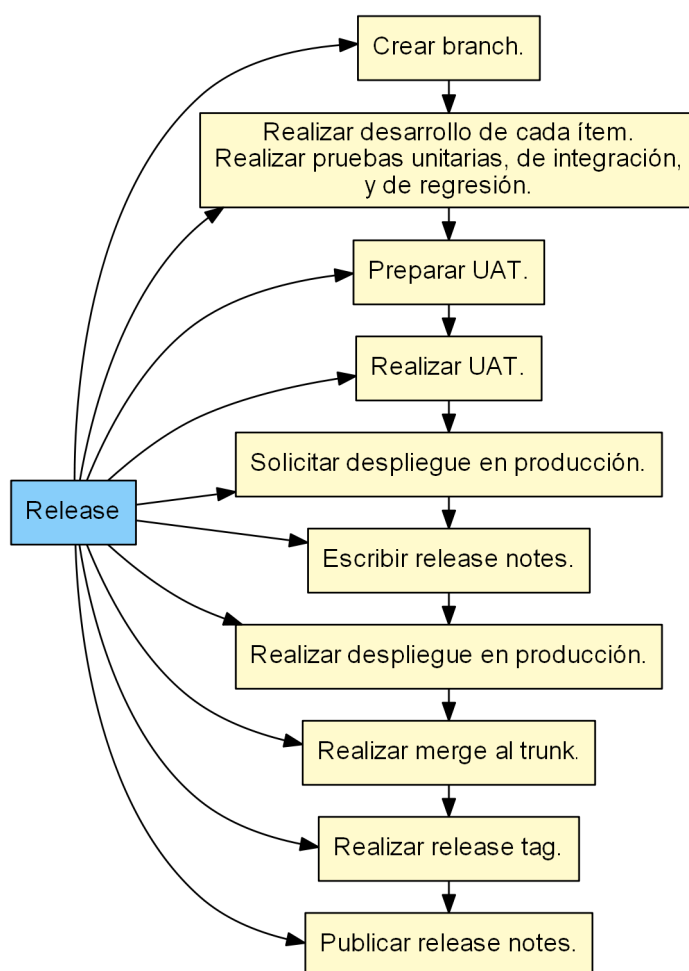 Crear branch.
Realizar desarrollo de cada ítem.
Realizar pruebas unitarias, de integración,
y de regresión.
Preparar UAT.
Realizar UAT.
Solicitar despliegue en producción.
Release
Escribir release notes.
Realizar despliegue en producción.
Realizar merge al trunk.
Realizar release tag.
Publicar release notes.